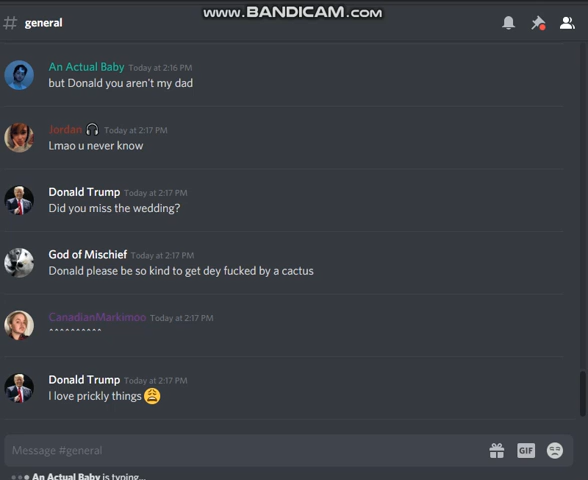 www.BANDICAM.com
# general
An Actual Baby Today at 2:16 PM
but Donald you aren't my dad
Jordan 🎧 Today at 2:17 PM
Lmao u never know
Donald Trump Today at 2:17 PM
Did you miss the wedding?
God of Mischief Today at 2:17 PM
Donald please be so kind to get dey fucked by a cactus
CanadianMarkimoo Today at 2:17 PM
^^^^^^^^^^
Donald Trump Today at 2:17 PM
I love prickly things 😩
Message #general
GIF
An Actual Baby is typing...